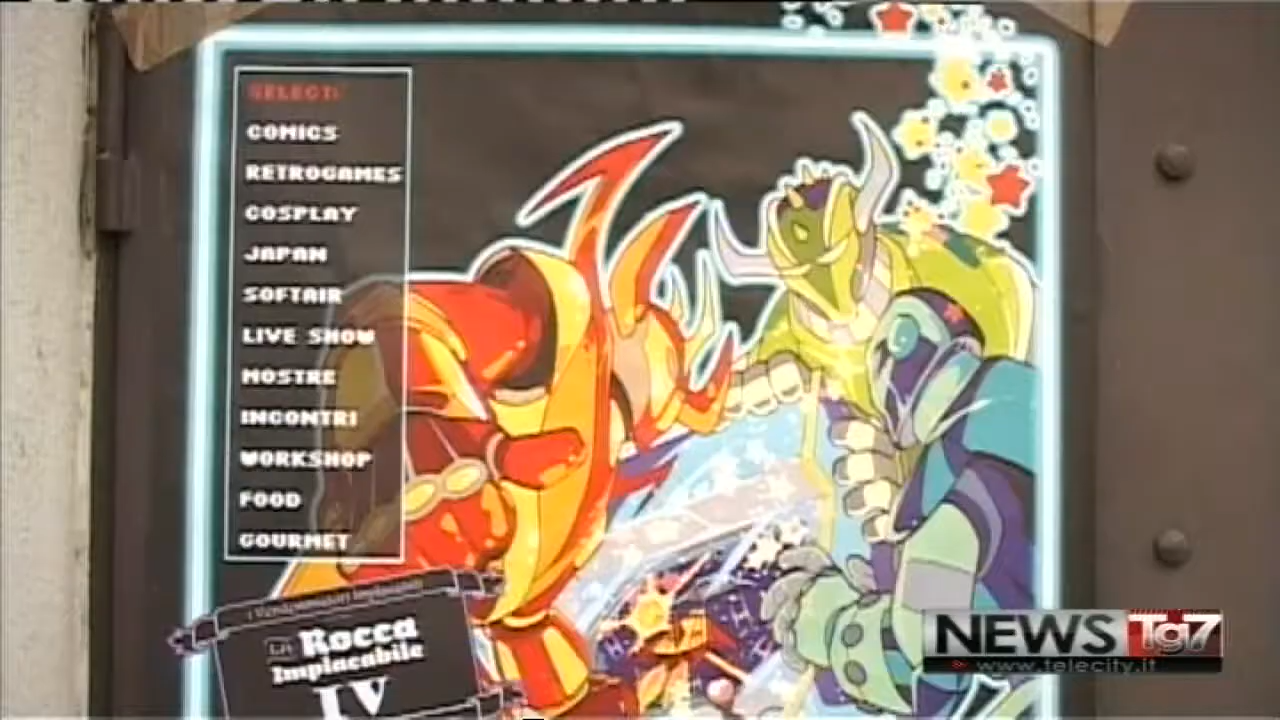 SELECT:
COMICS
RETROGAMES
COSPLAY
JAPAN
SOFTAIR
LIVE SHOW
MOSTRE
INCONTRI
WORKSHOP
FOOD
GOURMET
LA Rocca
Implacabile
IV
NEWS Tg7
www.telecity.it